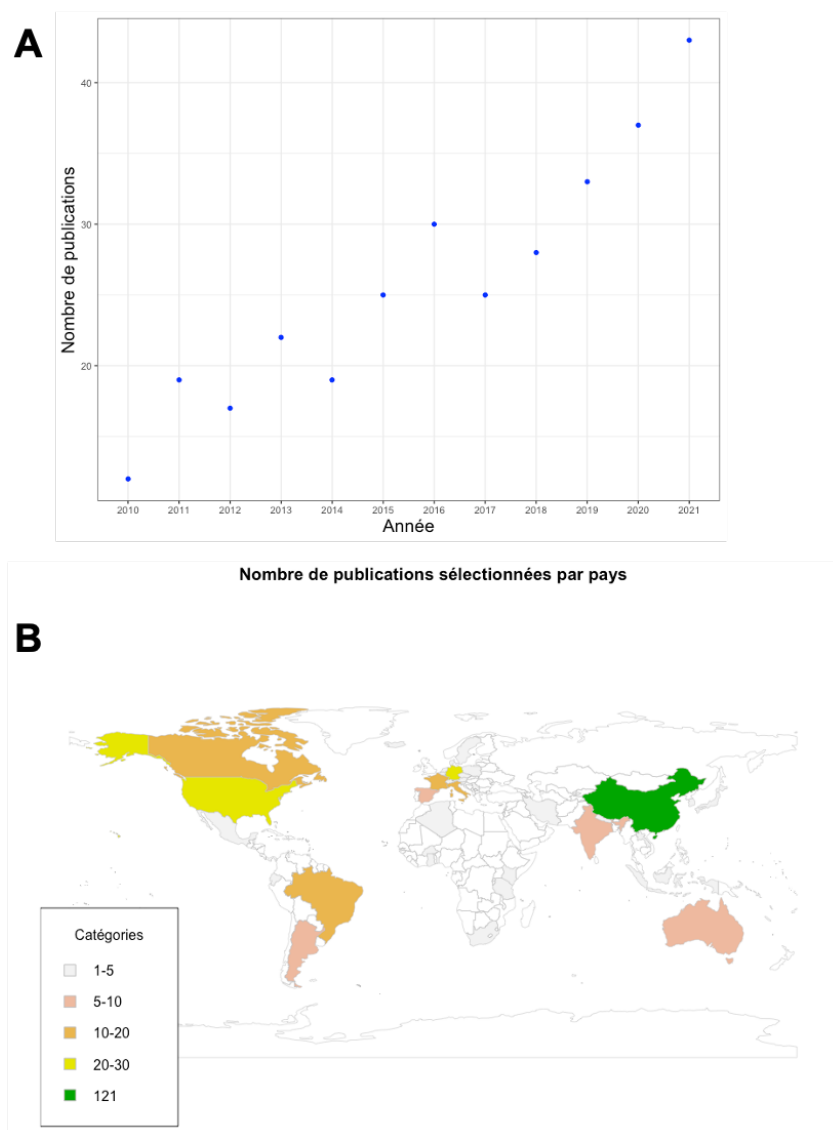 A
Nombre de publications
40
30
20
2010 2011 2012 2013 2014 2015 2016 2017 2018 2019 2020 2021
Année
Nombre de publications sélectionnées par pays
B
Catégories
1-5
5-10
10-20
20-30
121